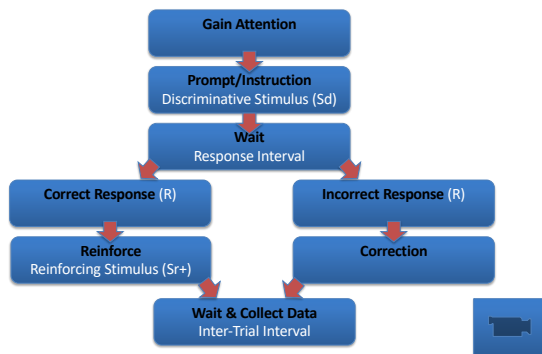 Gain Attention
Prompt/Instruction
Discriminative Stimulus (Sd)
Wait
Response Interval
Correct Response (R)
Incorrect Response (R)
Reinforce
Reinforcing Stimulus (Sr+)
Correction
Wait & Collect Data
Inter-Trial Interval